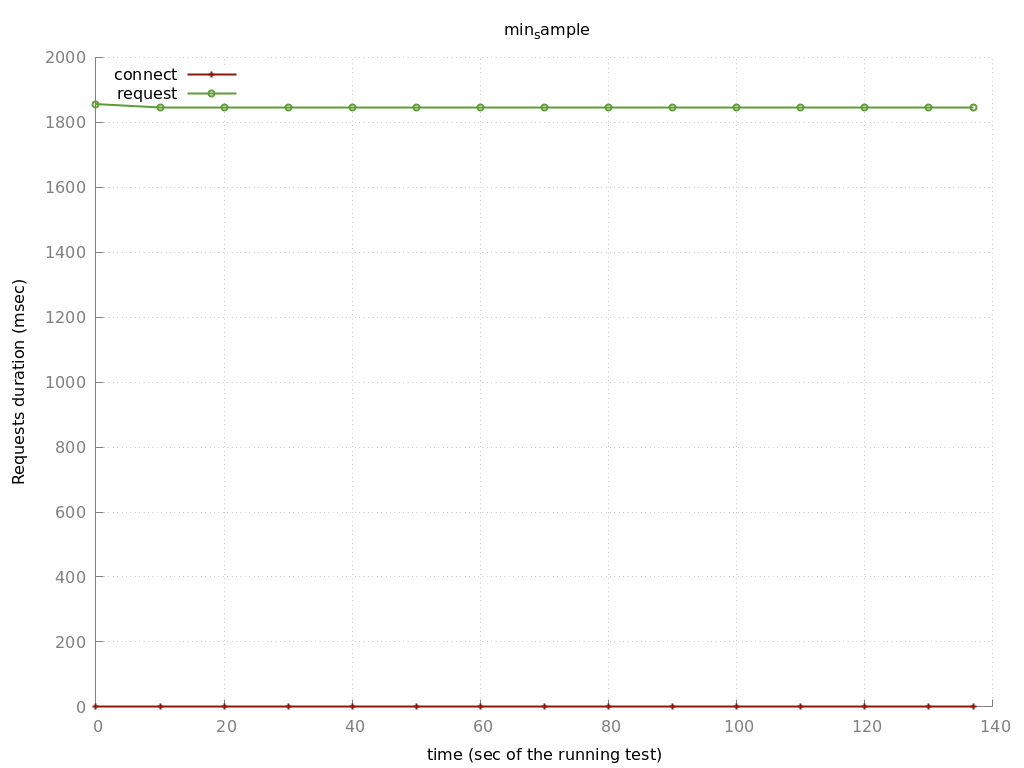 min_sample
2000
connect
request
1800
1600
1400
1200
1000
800
600
400
200
0
Requests duration (msec)
0 20 40 60 80 100 120 140
time (sec of the running test)